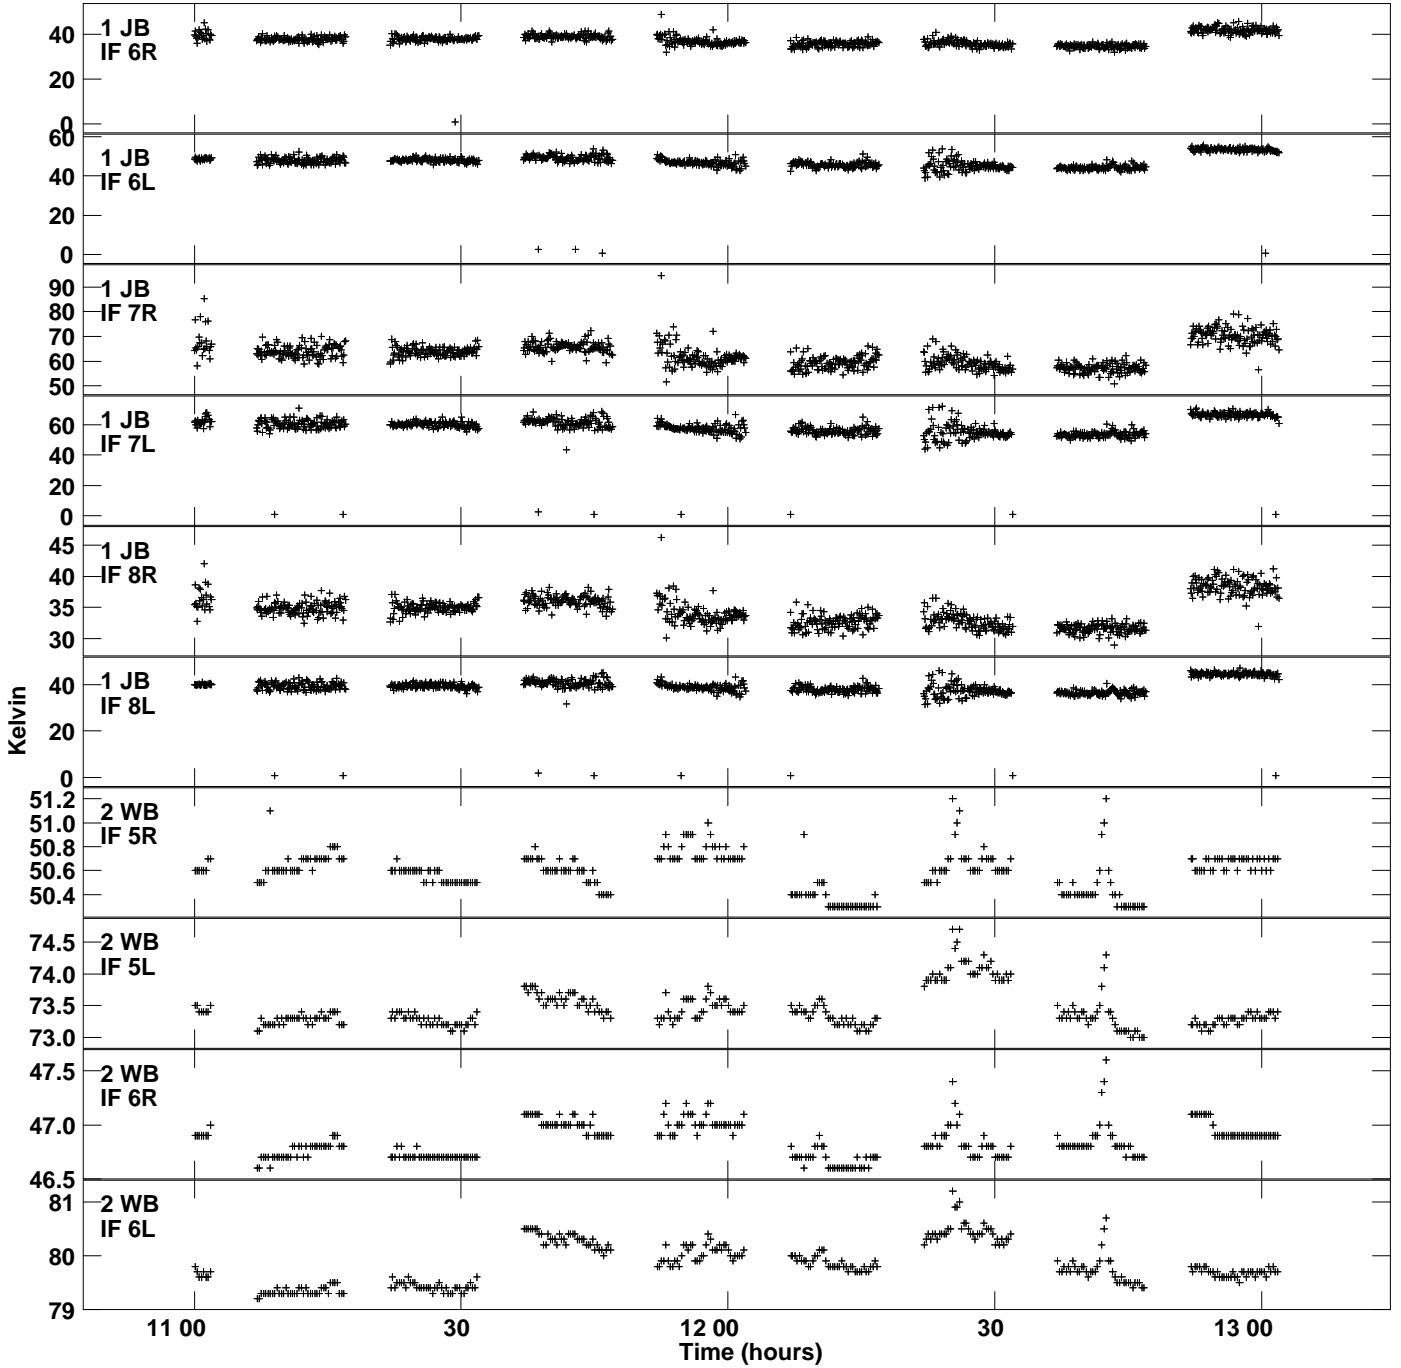 Kelvin
1 JB
IF 6R
40
20
0
1 JB
IF 6L
60
40
20
0
1 JB
IF 7R
90
80
70
60
50
1 JB
IF 7L
60
40
20
0
1 JB
IF 8R
45
40
35
30
1 JB
IF 8L
40
20
0
2 WB
IF 5R
51.2
51.0
50.8
50.6
50.4
2 WB
IF 5L
74.5
74.0
73.5
73.0
2 WB
IF 6R
47.5
47.0
46.5
2 WB
IF 6L
81
80
79
11 00 30 12 00 30 13 00
Time (hours)